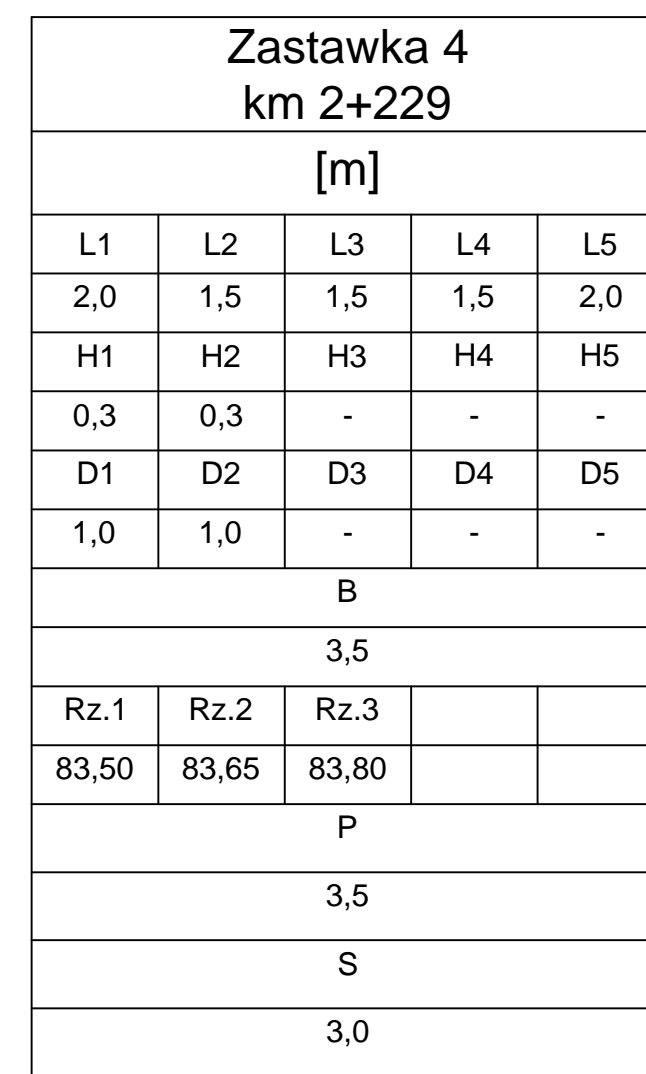 Zastawka 4
km 2+229
[m]
L1 L2 L3 L4 L5
2,0 1,5 1,5 1,5 2,0
H1 H2 H3 H4 H5
0,3 0,3 - - -
D1 D2 D3 D4 D5
1,0 1,0 - - -
B
3,5
Rz.1 Rz.2 Rz.3
83,50 83,65 83,80
P
3,5
S
3,0